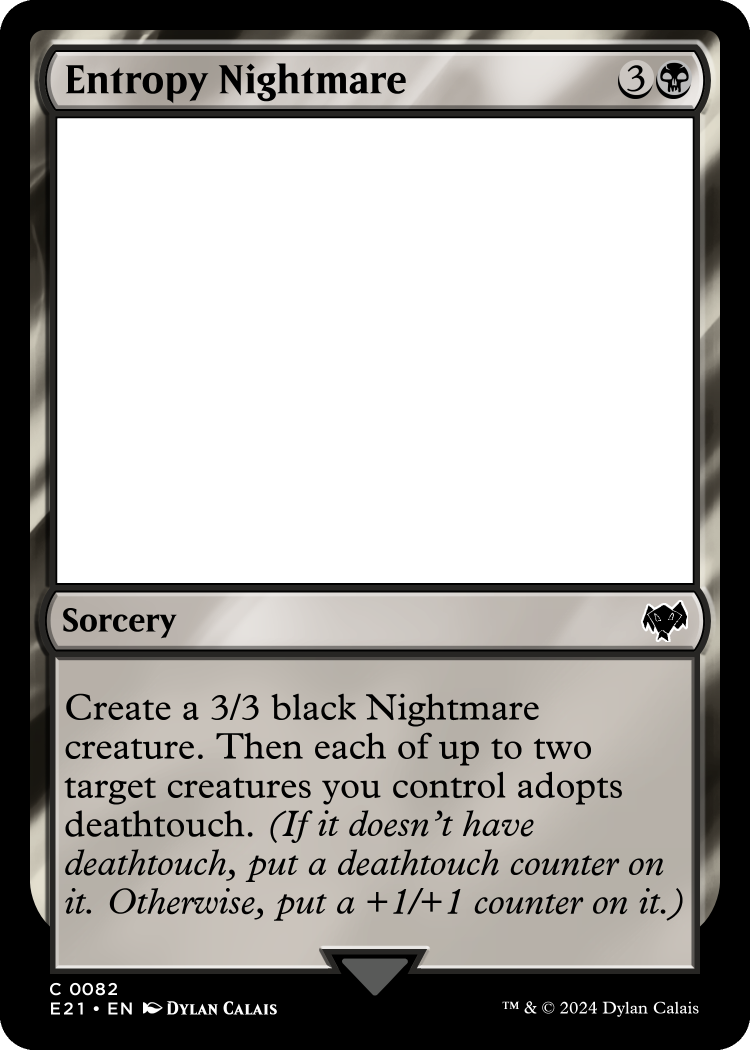 Entropy Nightmare 3
Sorcery
Create a 3/3 black Nightmare
creature. Then each of up to two
target creatures you control adopts
deathtouch. (If it doesn't have
deathtouch, put a deathtouch counter on
it. Otherwise, put a +1/+1 counter on it.)
C 0082
E21 • EN Dylan Calais
™ & © 2024 Dylan Calais